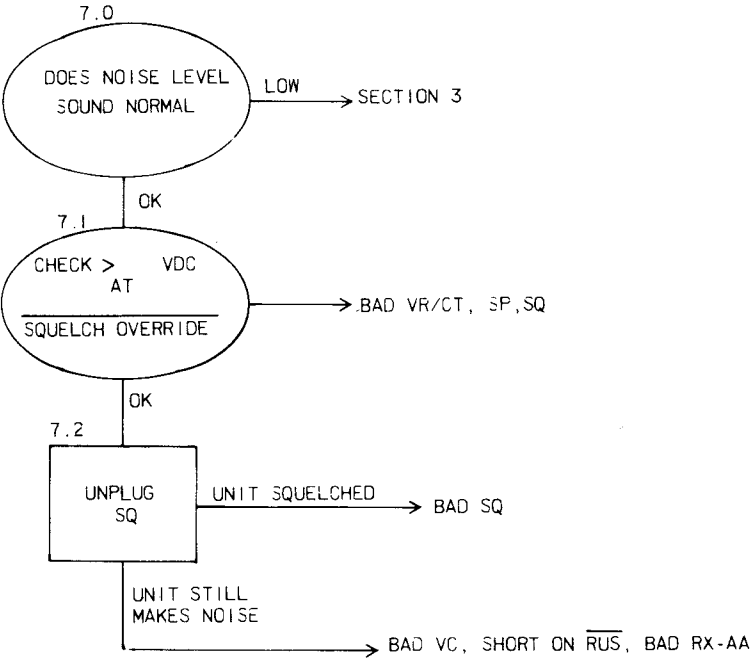 7.0
DOES NOISE LEVEL
SOUND NORMAL
LOW
SECTION 3
OK
7.1
CHECK > VDC
AT
SQUELCH OVERRIDE
BAD VR/CT, SP,SQ
OK
7.2
UNPLUG
SQ
UNIT SQUELCHED
BAD SQ
UNIT STILL
MAKES NOISE
BAD VC, SHORT ON RUS, BAD RX-AA